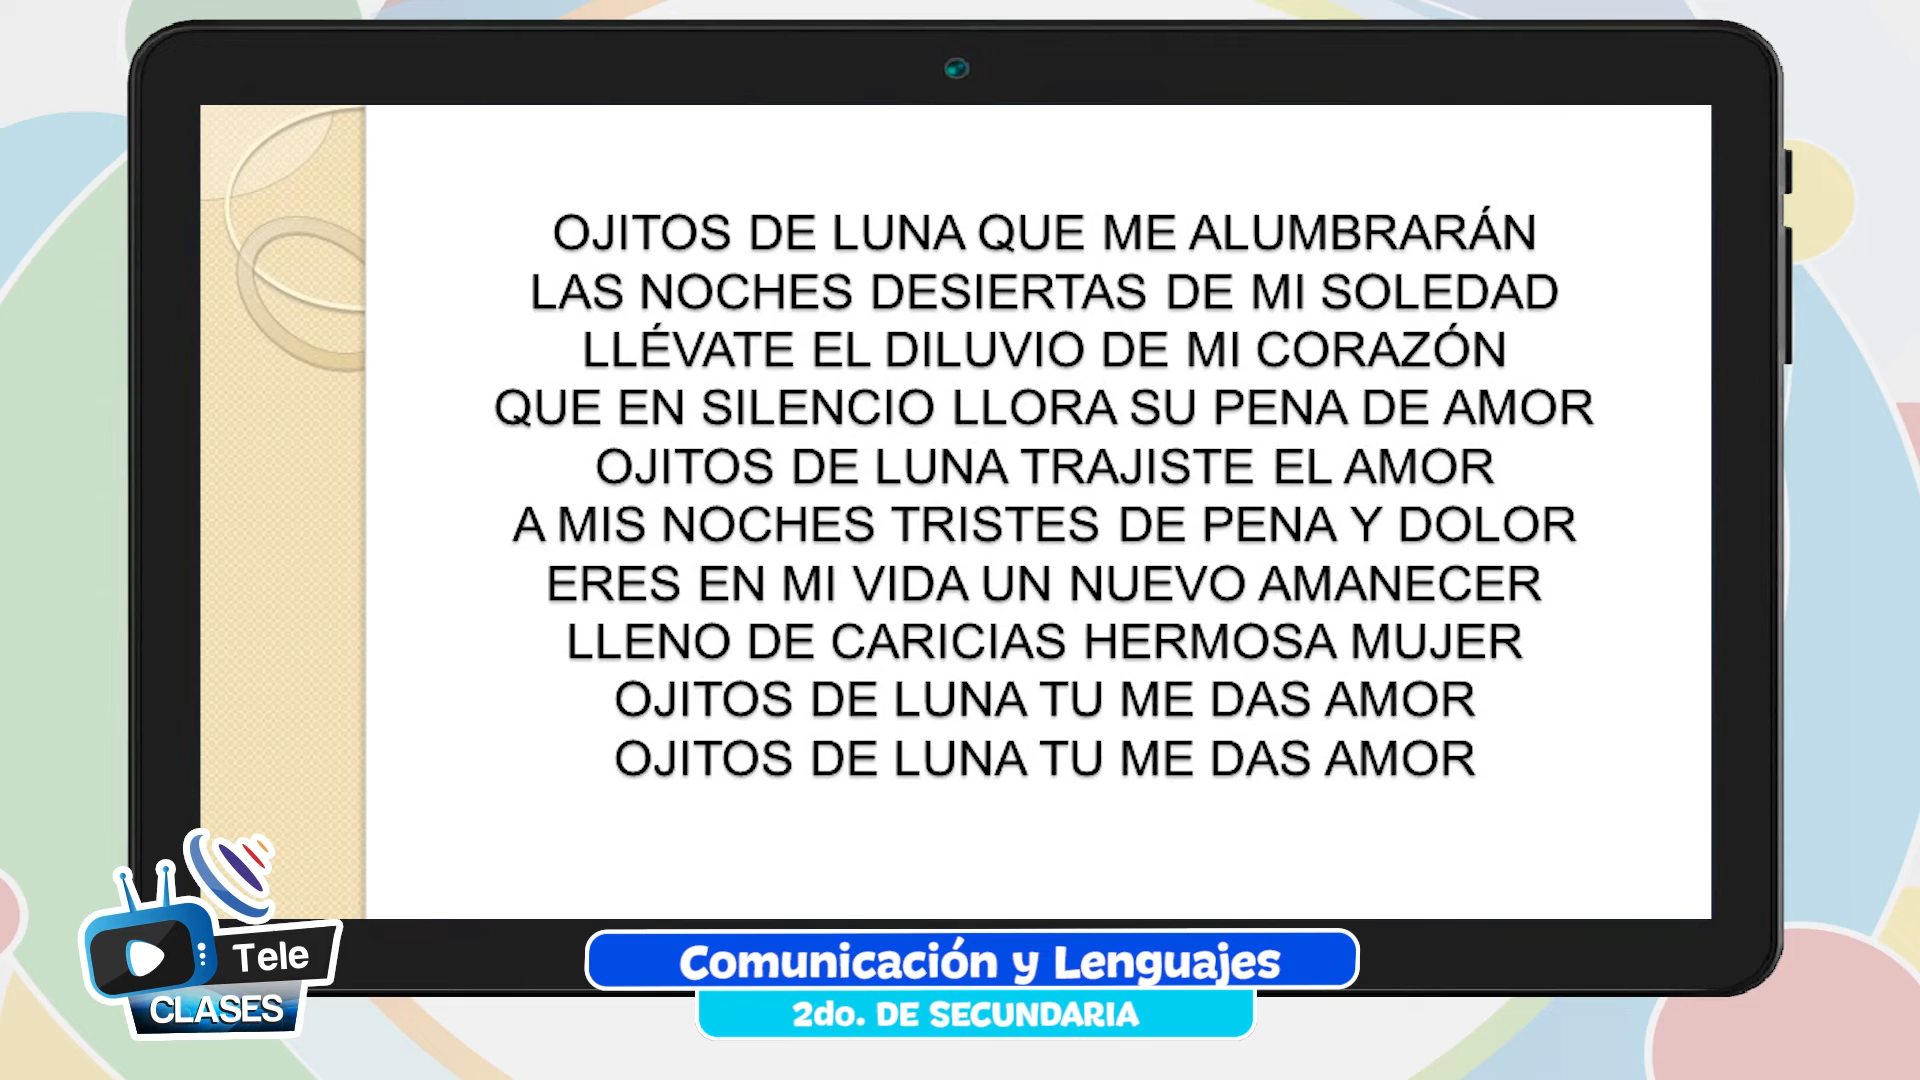 OJITOS DE LUNA QUE ME ALUMBRARÁN
LAS NOCHES DESIERTAS DE MI SOLEDAD
LLÉVATE EL DILUVIO DE MI CORAZÓN
QUE EN SILENCIO LLORA SU PENA DE AMOR
OJITOS DE LUNA TRAJISTE EL AMOR
A MIS NOCHES TRISTES DE PENA Y DOLOR
ERES EN MI VIDA UN NUEVO AMANECER
LLENO DE CARICIAS HERMOSA MUJER
OJITOS DE LUNA TU ME DAS AMOR
OJITOS DE LUNA TU ME DAS AMOR
Tele
CLASES
Comunicación y Lenguajes
2do. DE SECUNDARIA